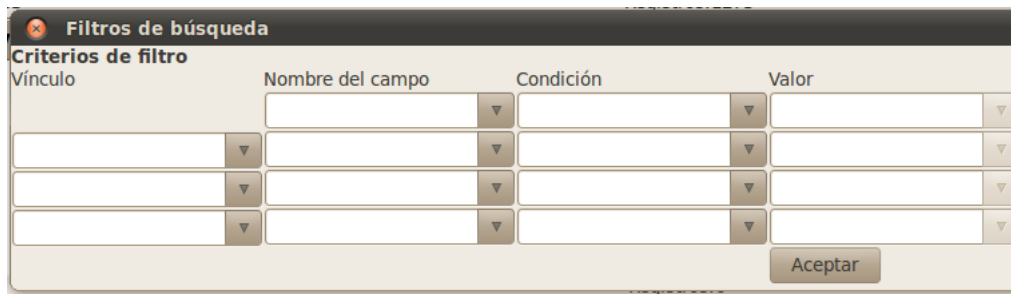 Filtros de búsqueda
Criterios de filtro
Vínculo Nombre del campo Condición Valor
Aceptar